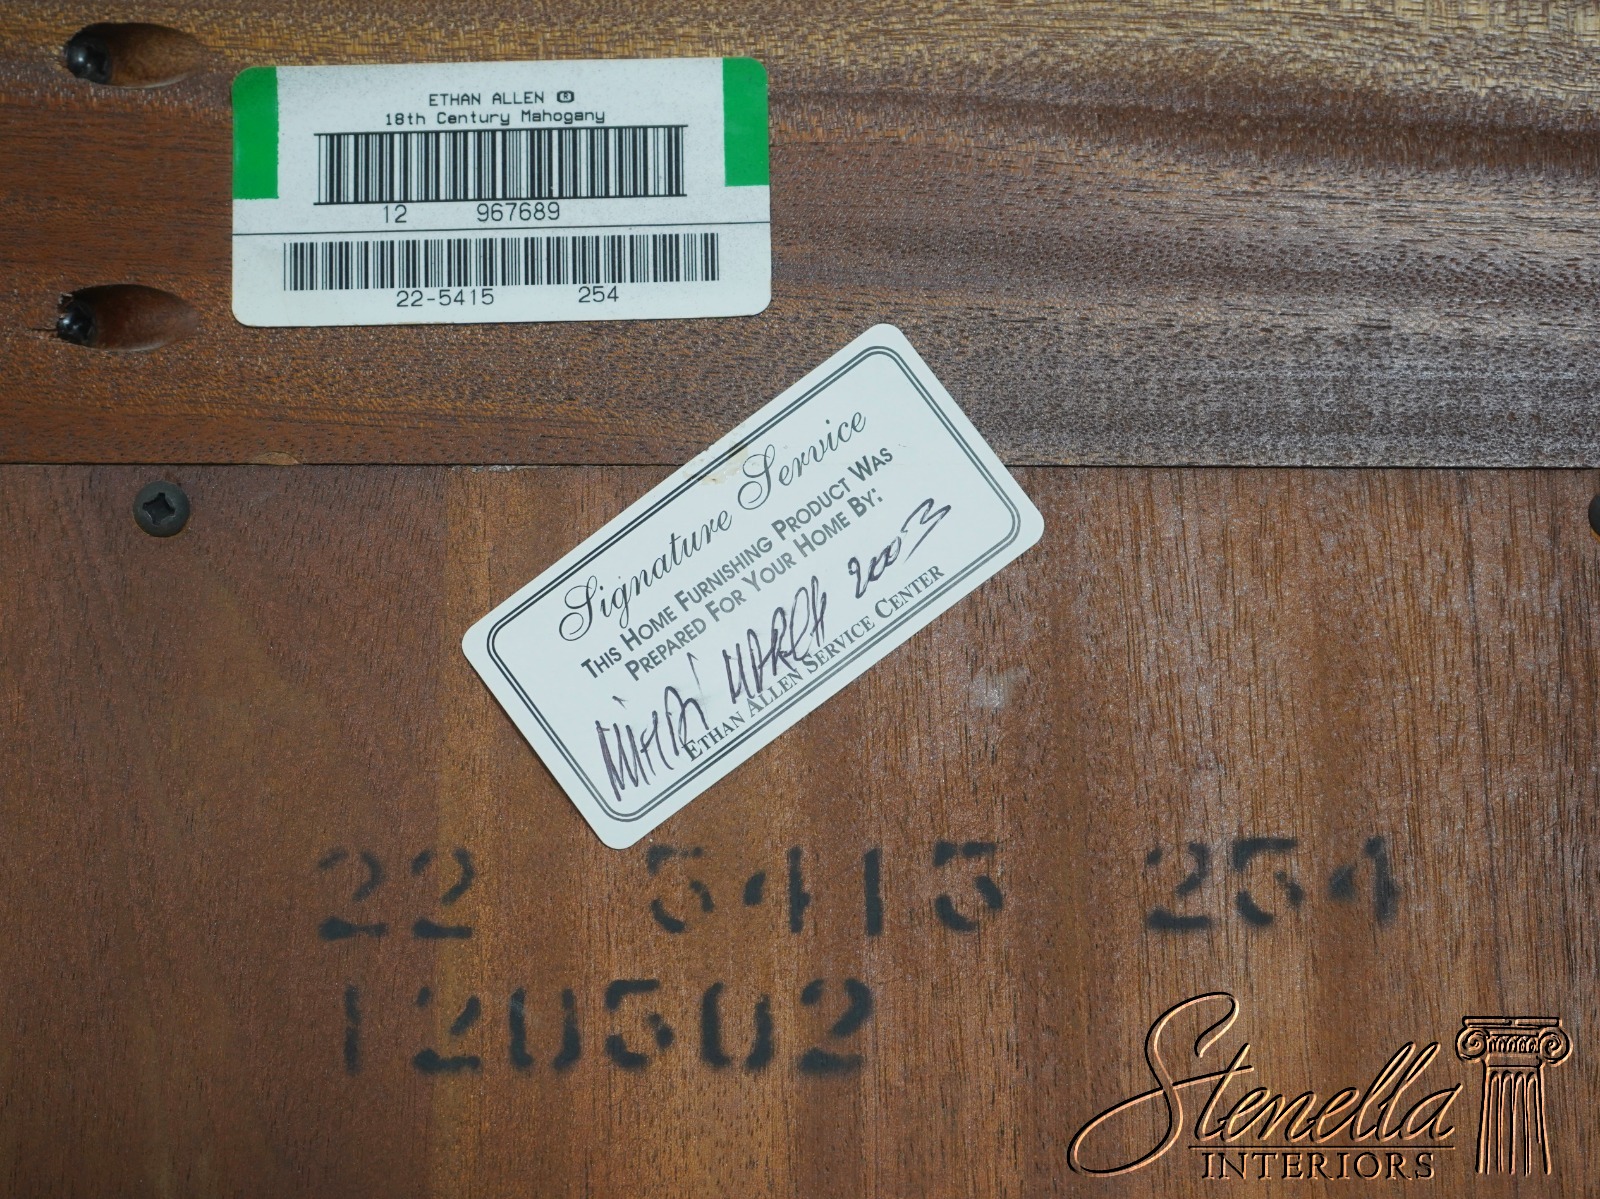 ETHAN ALLEN ®
18th Century Mahogany
12 967689
22-5415 254
Signature Service
THIS HOME FURNISHING PRODUCT WAS
PREPARED FOR YOUR HOME BY:
MARCH 2003
ETHAN ALLEN SERVICE CENTER
22 5415 254
120502
Stenella
INTERIORS